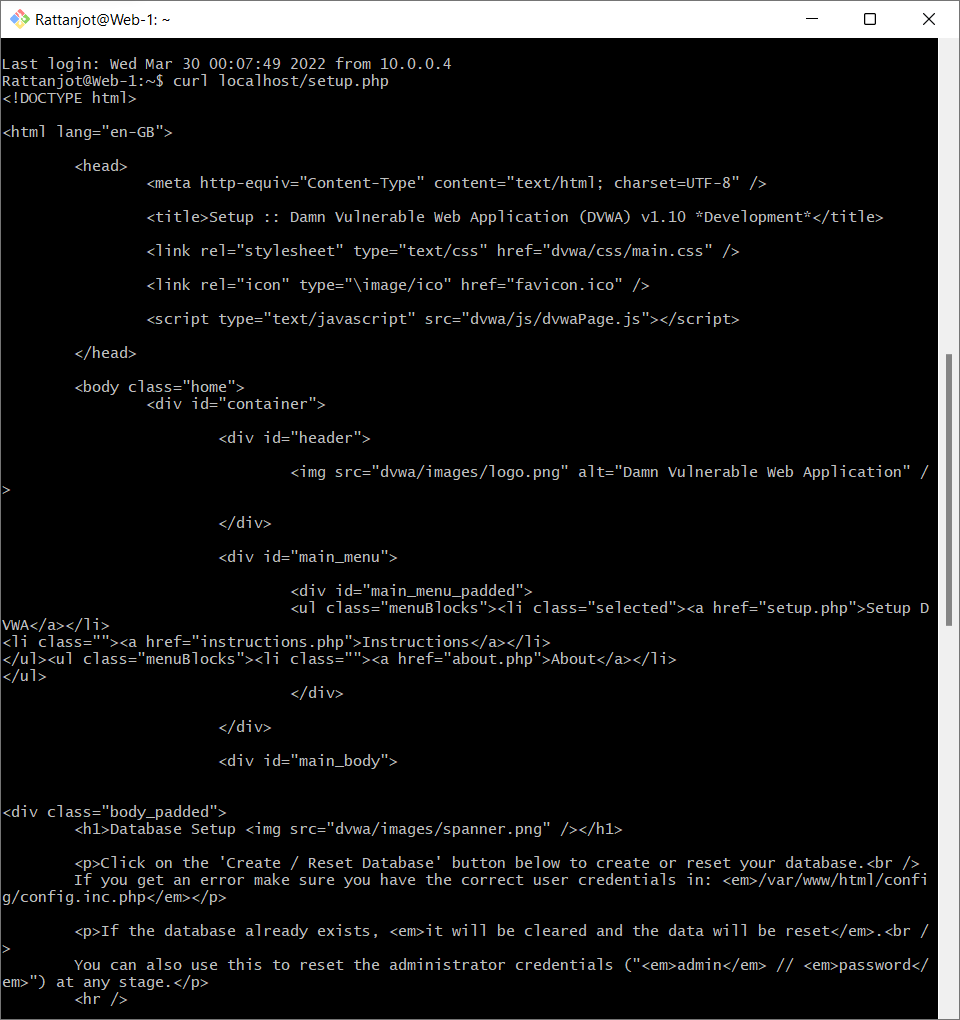 Rattanjot@Web-1: ~
Last login: Wed Mar 30 00:07:49 2022 from 10.0.0.4
Rattanjot@Web-1:~$ curl localhost/setup.php
<!DOCTYPE html>
<html lang="en-GB">
<head>
<meta http-equiv="Content-Type" content="text/html; charset=UTF-8" />
<title>Setup :: Damn Vulnerable Web Application (DVWA) v1.10 *Development*</title>
<link rel="stylesheet" type="text/css" href="dvwa/css/main.css" />
<link rel="icon" type="\image/ico" href="favicon.ico" />
<script type="text/javascript" src="dvwa/js/dvwaPage.js"></script>
</head>
<body class="home">
<div id="container">
<div id="header">
<img src="dvwa/images/logo.png" alt="Damn Vulnerable Web Application" /
>
</div>
<div id="main_menu">
<div id="main_menu_padded">
<ul class="menuBlocks"><li class="selected"><a href="setup.php">Setup D
VWA</a></li>
<li class=""><a href="instructions.php">Instructions</a></li>
</ul><ul class="menuBlocks"><li class=""><a href="about.php">About</a></li>
</ul>
</div>
</div>
<div id="main_body">
<div class="body_padded">
<h1>Database Setup <img src="dvwa/images/spanner.png" /></h1>
<p>Click on the 'Create / Reset Database' button below to create or reset your database.<br />
If you get an error make sure you have the correct user credentials in: <em>/var/www/html/confi
g/config.inc.php</em></p>
<p>If the database already exists, <em>it will be cleared and the data will be reset</em>.<br /
>
You can also use this to reset the administrator credentials ("<em>admin</em> // <em>password</
em>") at any stage.</p>
<hr />